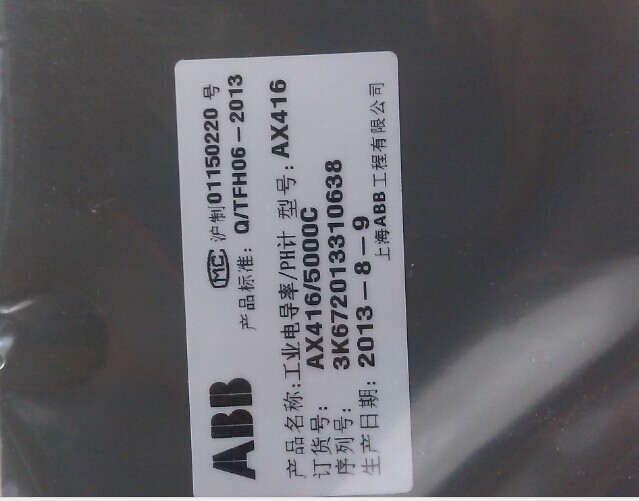 ABB
MC 沪制01150220 号
产品标准: Q/TFH06-2013
产品名称:工业电导率/PH计 型号: AX416
订货号: AX416/5000C
序列号: 3K672013310638
生产日期: 2013-8-9
上海ABB工程有限公司